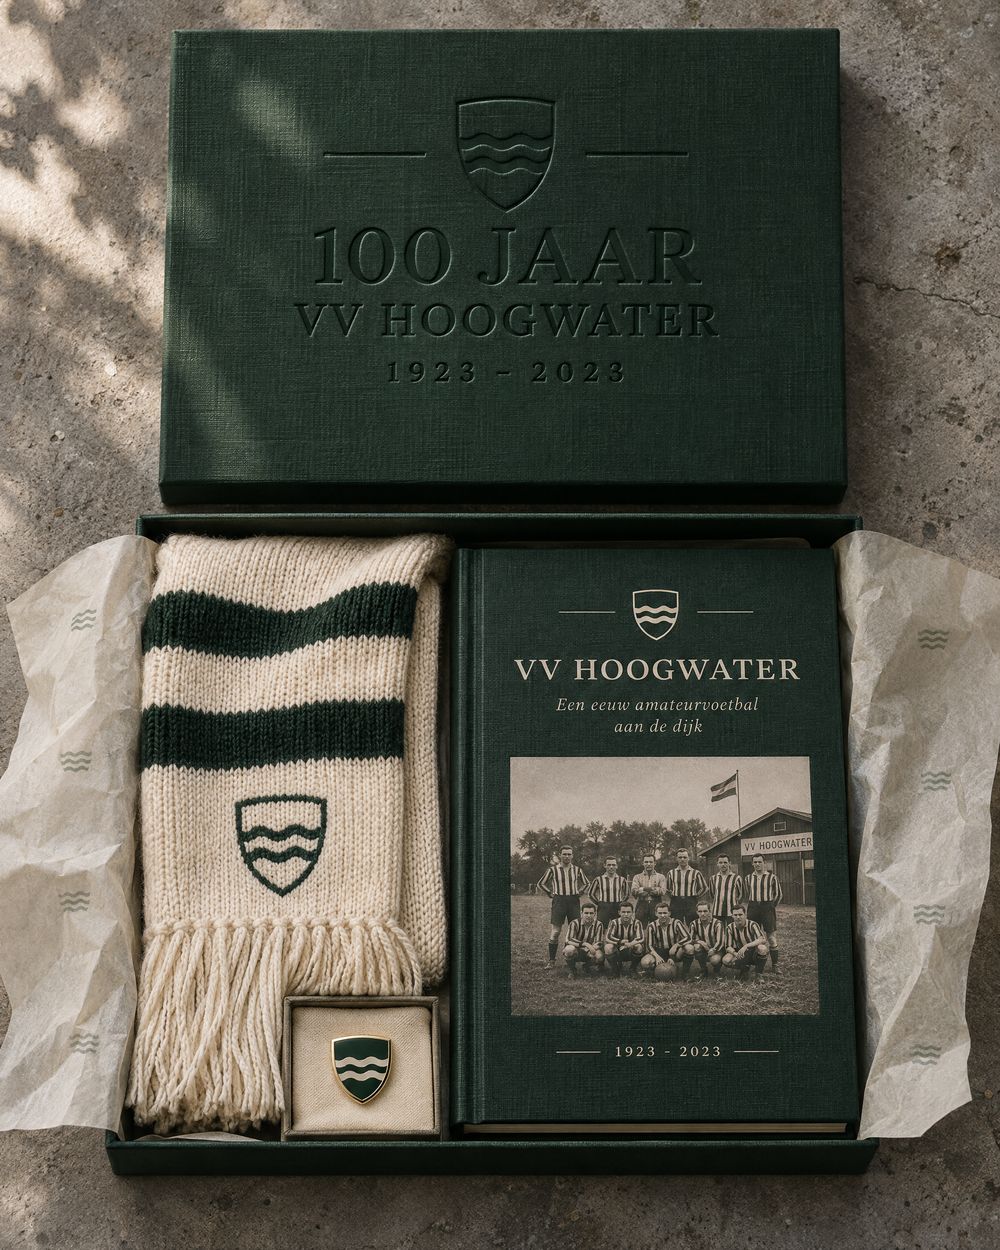 100 JAAR
VV HOOGWATER
1923 – 2023
VV HOOGWATER
Een eeuw amateurvoetbal
aan de dijk
VV HOOGWATER
1923 - 2023